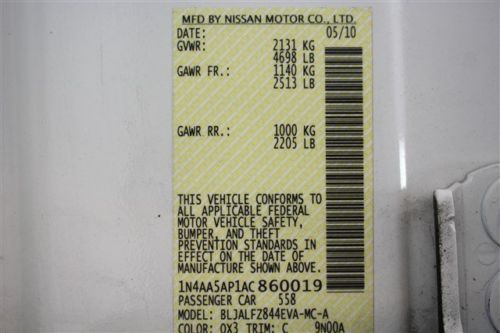 MFD BY NISSAN MOTOR CO., LTD.
DATE: 05/10
GVWR: 2131 KG
4698 LB
GAWR FR.: 1140 KG
2513 LB
GAWR RR.: 1000 KG
2205 LB
THIS VEHICLE CONFORMS TO
ALL APPLICABLE FEDERAL
MOTOR VEHICLE SAFETY,
BUMPER, AND THEFT
PREVENTION STANDARDS IN
EFFECT ON THE DATE OF
MANUFACTURE SHOWN ABOVE.
1N4AA5AP1AC860019
PASSENGER CAR 558
MODEL: BLJALFZ844EVA-MC-A
COLOR: QX3 TRIM: C 9N00A